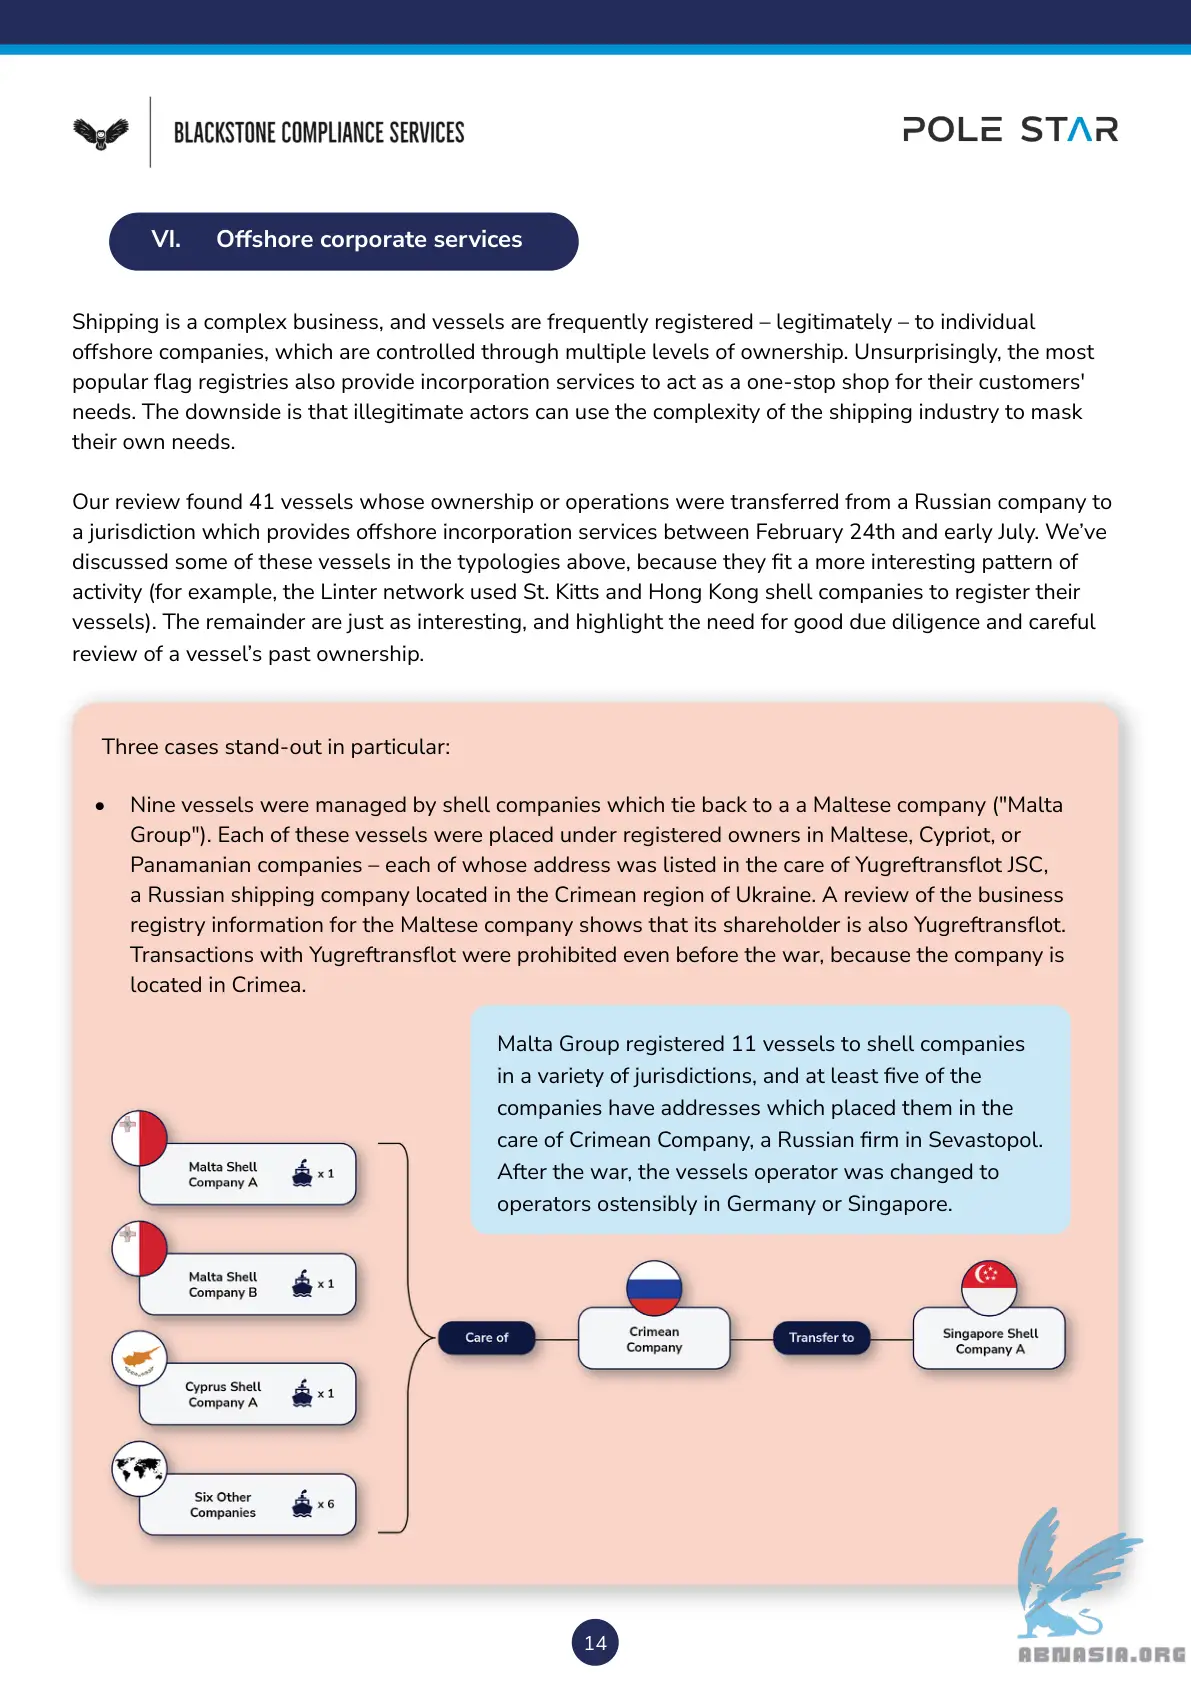 BLACKSTONE COMPLIANCE SERVICES
POLE STAR
VI. Offshore corporate services
Shipping is a complex business, and vessels are frequently registered – legitimately – to individual
offshore companies, which are controlled through multiple levels of ownership. Unsurprisingly, the most
popular flag registries also provide incorporation services to act as a one-stop shop for their customers'
needs. The downside is that illegitimate actors can use the complexity of the shipping industry to mask
their own needs.
Our review found 41 vessels whose ownership or operations were transferred from a Russian company to
a jurisdiction which provides offshore incorporation services between February 24th and early July. We’ve
discussed some of these vessels in the typologies above, because they fit a more interesting pattern of
activity (for example, the Linter network used St. Kitts and Hong Kong shell companies to register their
vessels). The remainder are just as interesting, and highlight the need for good due diligence and careful
review of a vessel’s past ownership.
Three cases stand-out in particular:
• Nine vessels were managed by shell companies which tie back to a a Maltese company ("Malta
Group"). Each of these vessels were placed under registered owners in Maltese, Cypriot, or
Panamanian companies – each of whose address was listed in the care of Yugreftransflot JSC,
a Russian shipping company located in the Crimean region of Ukraine. A review of the business
registry information for the Maltese company shows that its shareholder is also Yugreftransflot.
Transactions with Yugreftransflot were prohibited even before the war, because the company is
located in Crimea.
Malta Group registered 11 vessels to shell companies
in a variety of jurisdictions, and at least five of the
companies have addresses which placed them in the
care of Crimean Company, a Russian firm in Sevastopol.
After the war, the vessels operator was changed to
operators ostensibly in Germany or Singapore.
Malta Shell
Company A
x 1
Malta Shell
Company B
x 1
Cyprus Shell
Company A
x 1
Six Other
Companies
x 6
Care of
Crimean
Company
Transfer to
Singapore Shell
Company A
14
ABNASIA.ORG